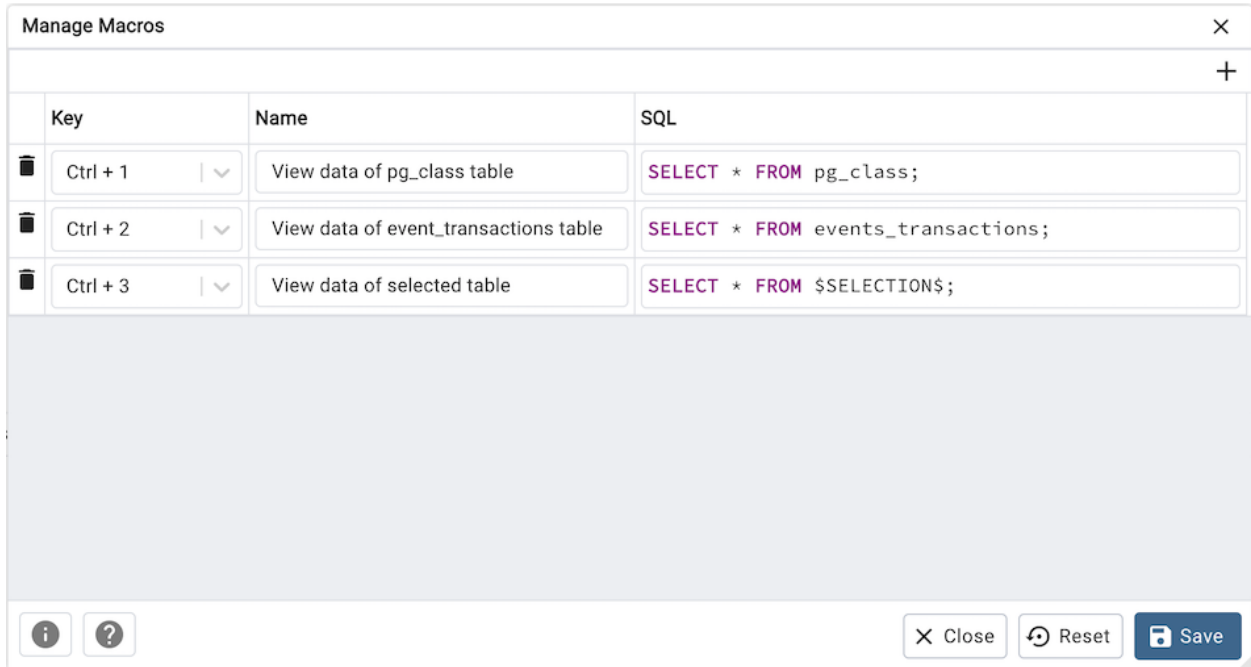 Manage Macros
Key Name SQL
Ctrl + 1 View data of pg_class table SELECT * FROM pg_class;
Ctrl + 2 View data of event_transactions table SELECT * FROM events_transactions;
Ctrl + 3 View data of selected table SELECT * FROM $SELECTION$;
Close Reset Save